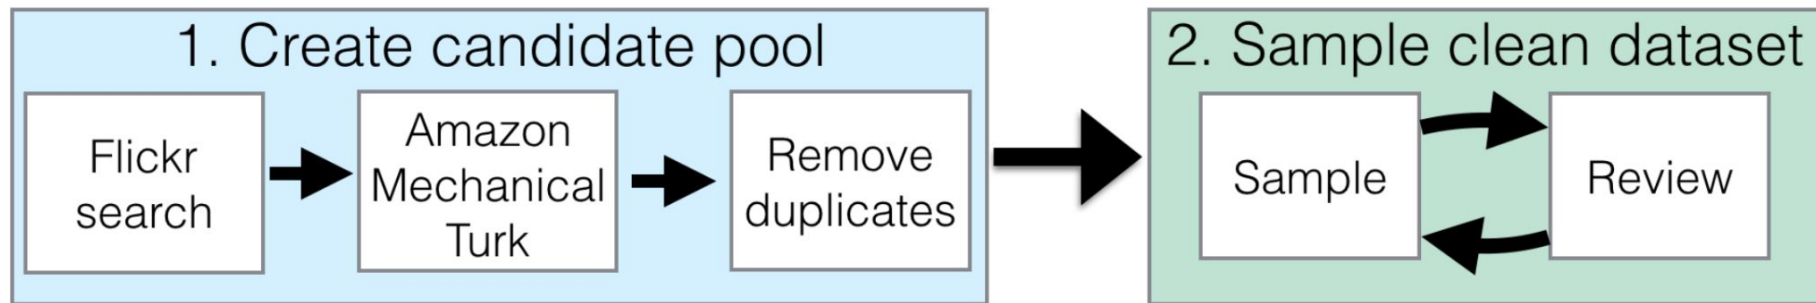 1. Create candidate pool
Flickr
search
Amazon
Mechanical
Turk
Remove
duplicates
2. Sample clean dataset
Sample
Review